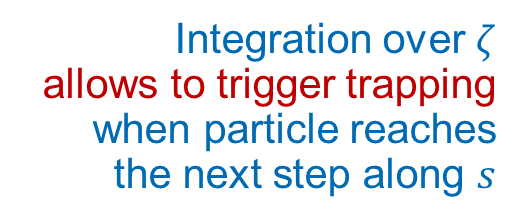 Integration over ζ
allows to trigger trapping
when particle reaches
the next step along s